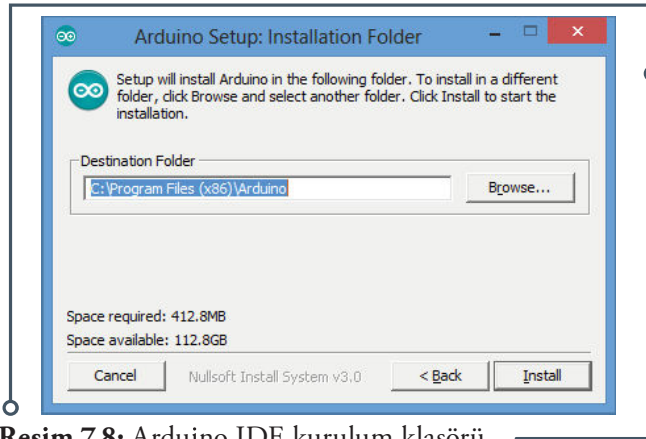 Arduino Setup: Installation Folder
Setup will install Arduino in the following folder. To install in a different
folder, click Browse and select another folder. Click Install to start the
installation.
Destination Folder
C:\Program Files (x86)\Arduino
Browse...
Space required: 412.8MB
Space available: 112.8GB
Cancel
Nullsoft Install System v3.0
< Back
Install
Resim 7.8: Arduino IDE kurulum klasörü